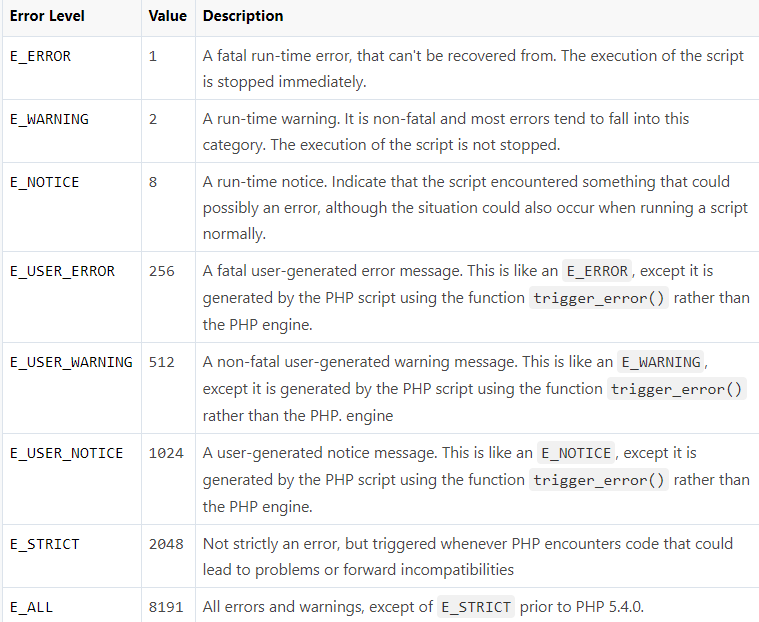 Error Level Value Description
E_ERROR 1 A fatal run-time error, that can't be recovered from. The execution of the script
is stopped immediately.
E_WARNING 2 A run-time warning. It is non-fatal and most errors tend to fall into this
category. The execution of the script is not stopped.
E_NOTICE 8 A run-time notice. Indicate that the script encountered something that could
possibly an error, although the situation could also occur when running a script
normally.
E_USER_ERROR 256 A fatal user-generated error message. This is like an E_ERROR, except it is
generated by the PHP script using the function trigger_error() rather than
the PHP engine.
E_USER_WARNING 512 A non-fatal user-generated warning message. This is like an E_WARNING,
except it is generated by the PHP script using the function trigger_error()
rather than the PHP. engine
E_USER_NOTICE 1024 A user-generated notice message. This is like an E_NOTICE, except it is
generated by the PHP script using the function trigger_error() rather than
the PHP engine.
E_STRICT 2048 Not strictly an error, but triggered whenever PHP encounters code that could
lead to problems or forward incompatibilities
E_ALL 8191 All errors and warnings, except of E_STRICT prior to PHP 5.4.0.